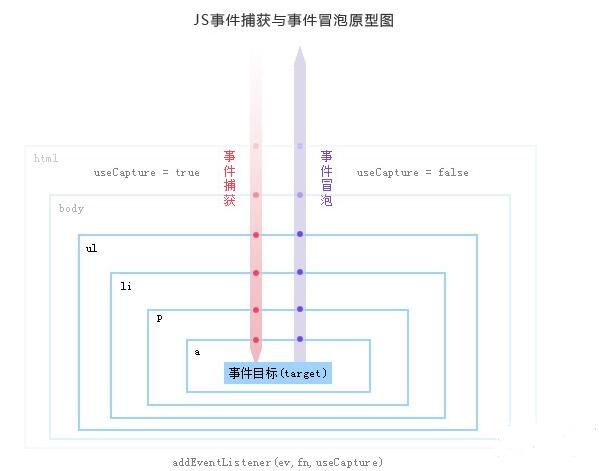 JS事件捕获与事件冒泡原型图
html
useCapture = true
事件捕获
事件冒泡
useCapture = false
body
ul
li
p
a
事件目标(target)
addEventListener(ev, fn, useCapture)